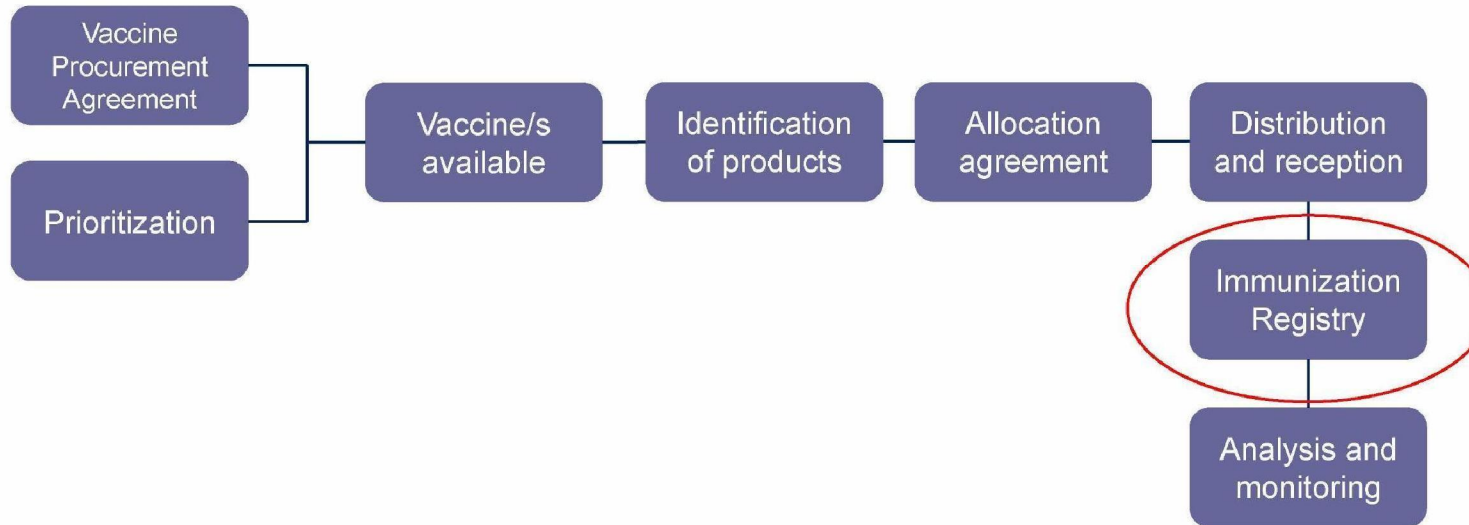 Vaccine
Procurement
Agreement
Prioritization
Vaccine/s
available
Identification
of products
Allocation
agreement
Distribution
and reception
Immunization
Registry
Analysis and
monitoring